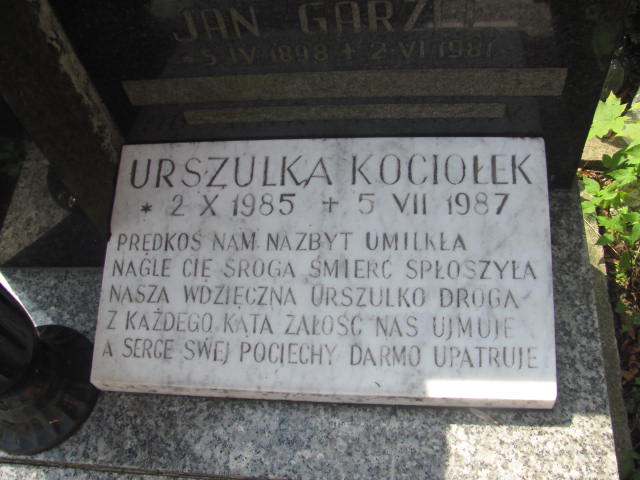 JAN GARZEŁ
* 5 IV 1898 + 2 VI 1981
URSZULKA KOCIOŁEK
* 2 X 1985 + 5 VII 1987
PRĘDKOŚ NAM NAZBYT UMILKŁA
NAGLE CIĘ SROGA ŚMIERĆ SPŁOSZYŁA
NASZA WDZIĘCZNA URSZULKO DROGA
Z KAŻDEGO KĄTA ŻAŁOŚĆ NAS UJMUJE
A SERCE SWEJ POCIECHY DARMO UPATRUJE